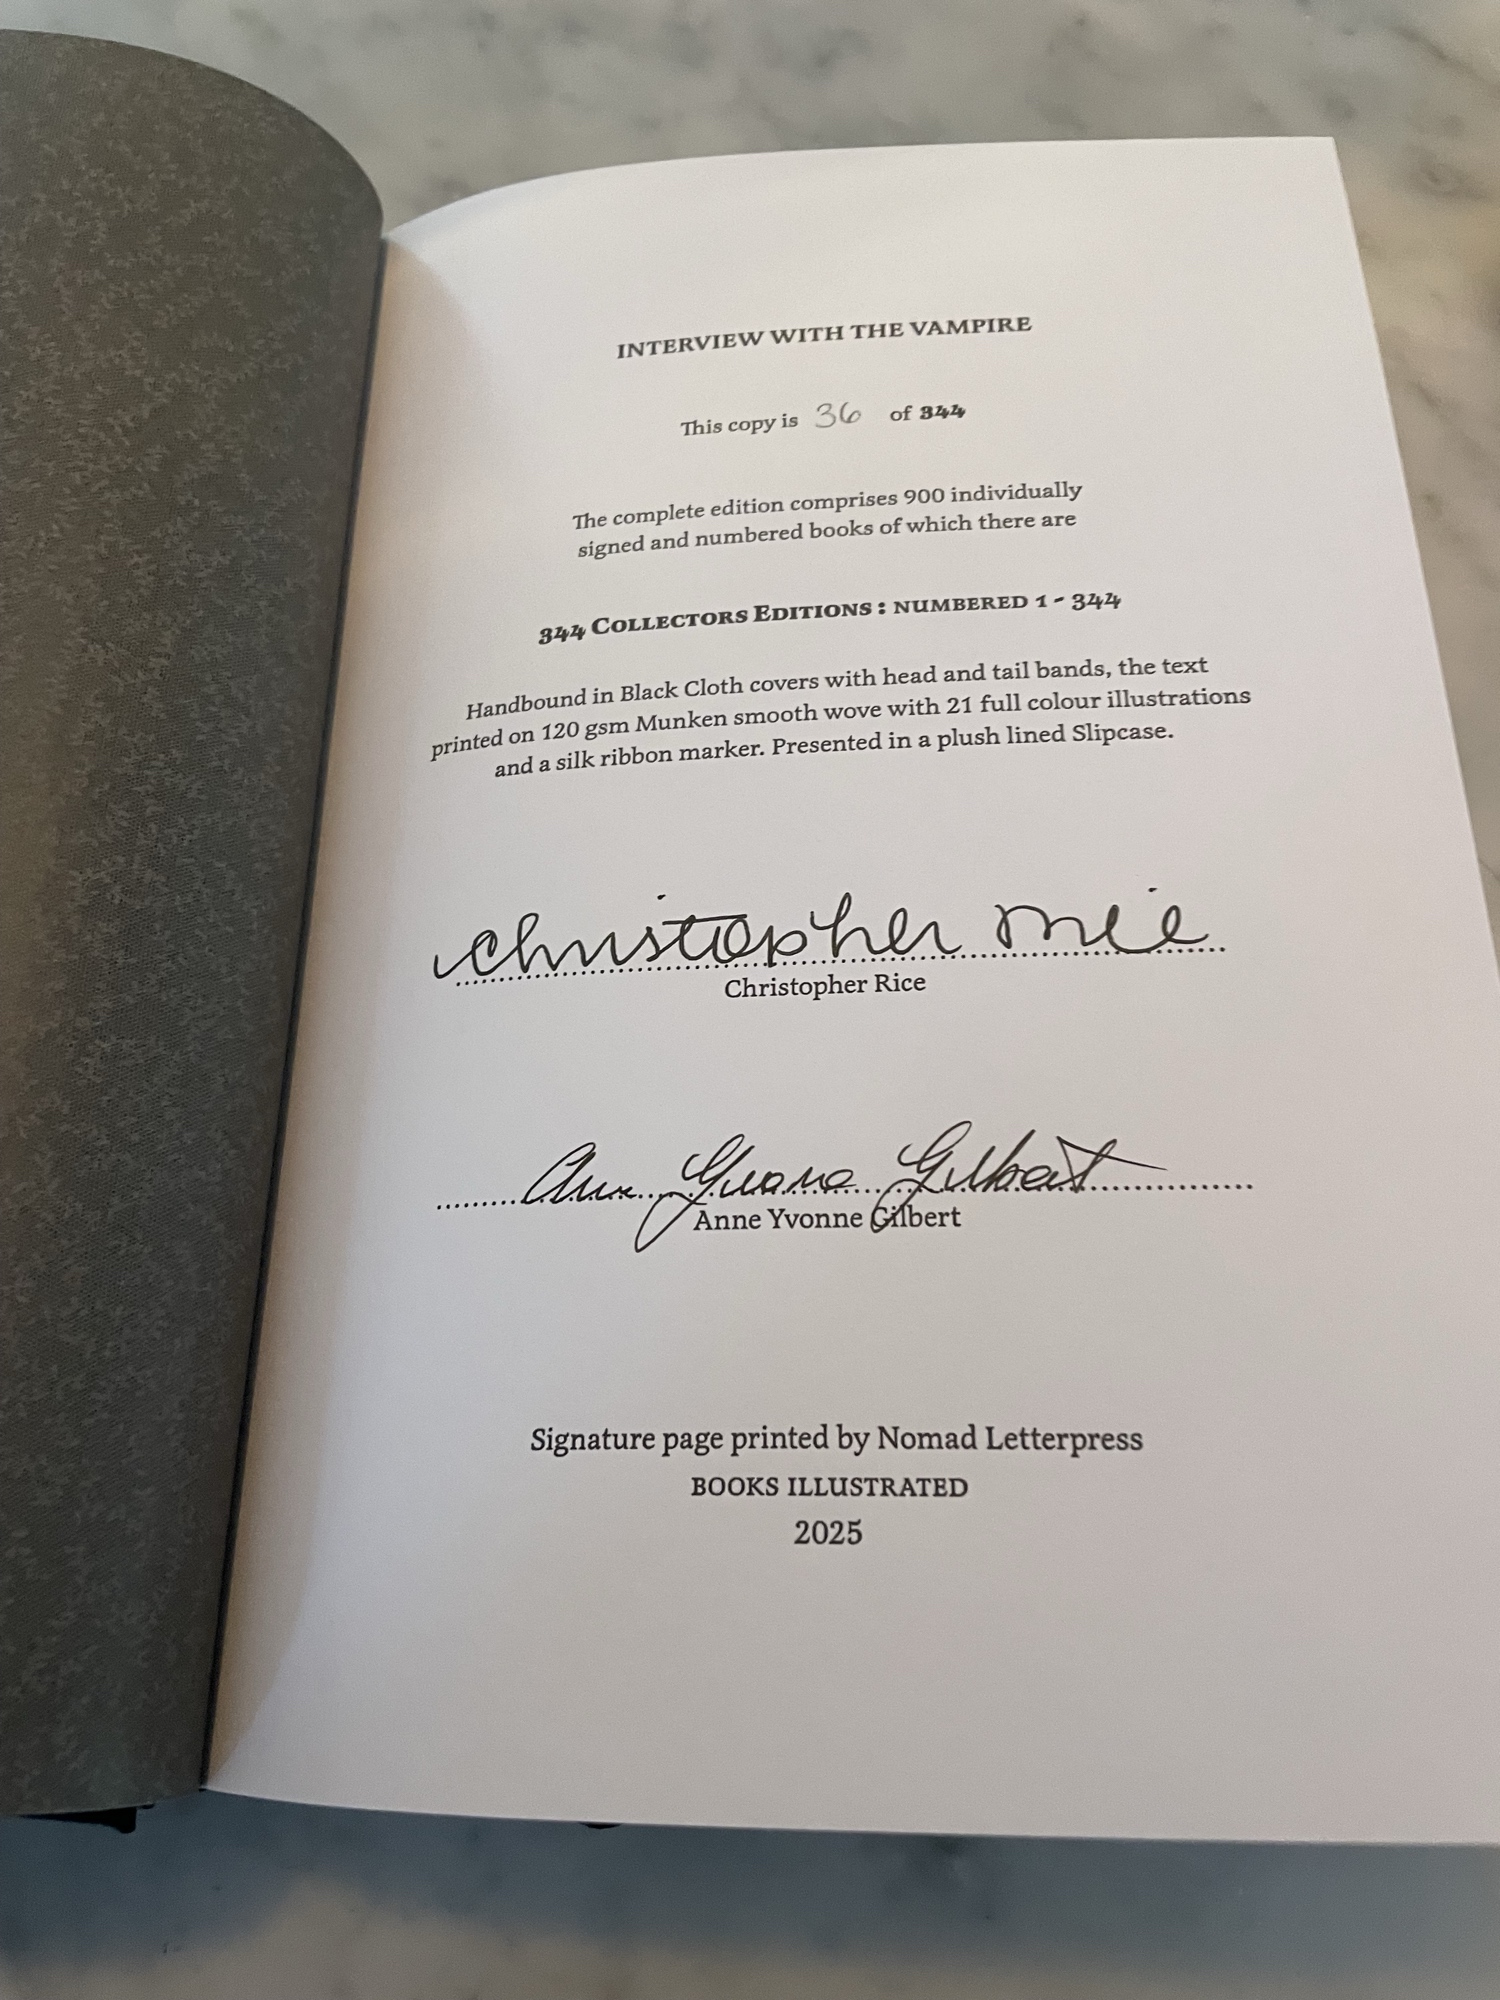 INTERVIEW WITH THE VAMPIRE
This copy is 36 of 344
The complete edition comprises 900 individually
signed and numbered books of which there are
344 COLLECTORS EDITIONS : NUMBERED 1 - 344
Handbound in Black Cloth covers with head and tail bands, the text
printed on 120 gsm Munken smooth wove with 21 full colour illustrations
and a silk ribbon marker. Presented in a plush lined Slipcase.
Christopher Rice
Christopher Rice
Ann Yvonne Gilbert
Anne Yvonne Gilbert
Signature page printed by Nomad Letterpress
BOOKS ILLUSTRATED
2025